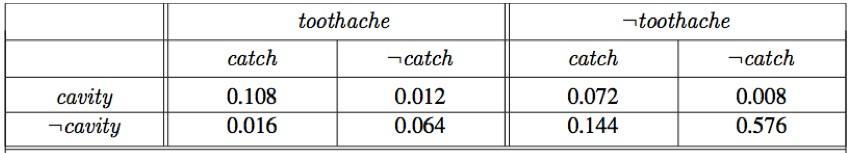 toothache ¬toothache
catch ¬catch catch ¬catch
cavity 0.108 0.012 0.072 0.008
¬cavity 0.016 0.064 0.144 0.576